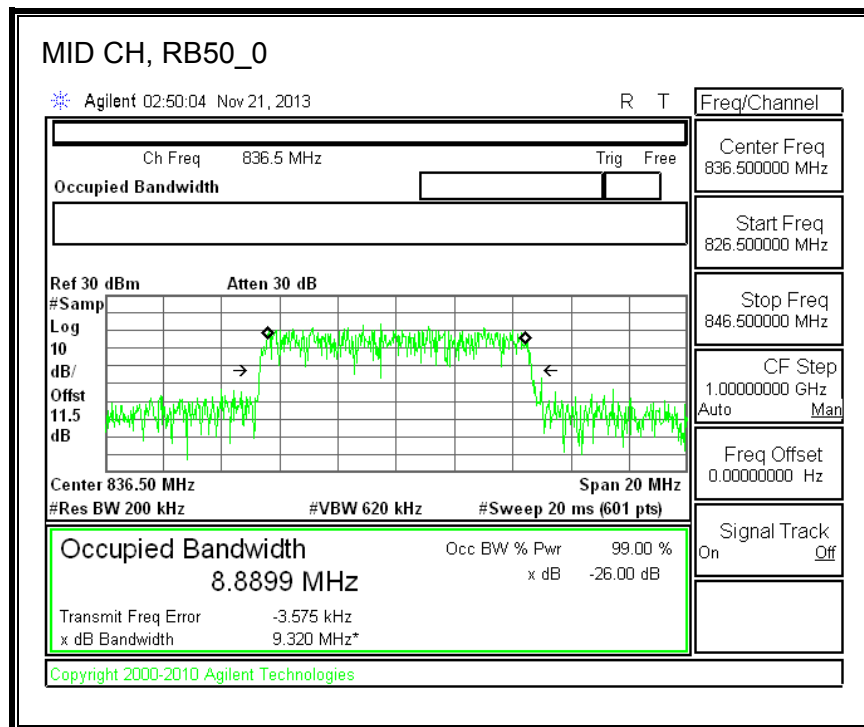 MID CH, RB50_0
Agilent 02:50:04 Nov 21, 2013 R T
Ch Freq 836.5 MHz Trig Free
Occupied Bandwidth
Ref 30 dBm Atten 30 dB
#Samp
Log
10
dB/
Offst
11.5
dB
Center 836.50 MHz Span 20 MHz
#Res BW 200 kHz #VBW 620 kHz #Sweep 20 ms (601 pts)
Occupied Bandwidth Occ BW % Pwr 99.00 %
8.8899 MHz x dB -26.00 dB
Transmit Freq Error -3.575 kHz
x dB Bandwidth 9.320 MHz*
Copyright 2000-2010 Agilent Technologies
Freq/Channel
Center Freq
836.500000 MHz
Start Freq
826.500000 MHz
Stop Freq
846.500000 MHz
CF Step
1.00000000 GHz
Auto Man
Freq Offset
0.00000000 Hz
Signal Track
On Off